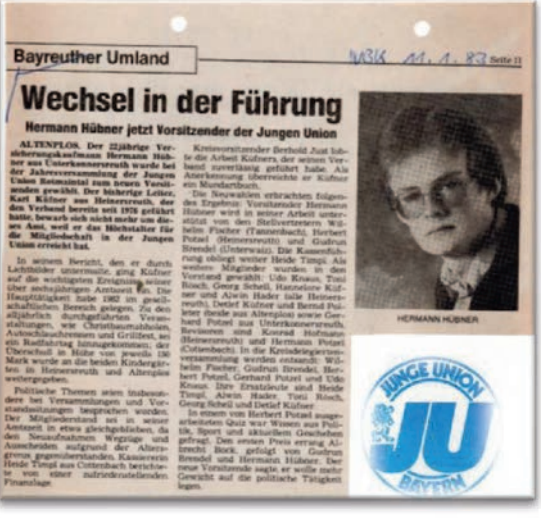 Bayreuther Umland
NBK 11.1.83 Seite 11
Wechsel in der Führung
Hermann Hübner jetzt Vorsitzender der Jungen Union
ALTENPLOS. Der 22jährige Ver-
sicherungskaufmann Hermann Hüb-
ner aus Unterkonnersreuth wurde bei
der Jahresversammlung der Jungen
Union Rotmaintal zum neuen Vorsit-
zenden gewählt. Der bisherige Leiter,
Karl Küfner aus Heinersreuth, der
den Verband bereits seit 1976 geführt
hatte, bewarb sich nicht mehr um die-
ses Amt, weil er das Höchstalter für
die Mitgliedschaft in der Jungen
Union erreicht hat.
In seinem Bericht, den er durch
Lichtbilder untermalte, ging Küfner
auf die wichtigsten Ereignisse seiner
über sechsjährigen Amtszeit ein. Die
Haupttätigkeit habe 1982 im gesell-
schaftlichen Bereich gelegen. Zu den
alljährlich durchgeführten Veran-
staltungen, wie Christbaumholen,
Autoschlauchrennen und Grillfest, sei
ein Radfahrtag hinzugekommen; der
Überschuß in Höhe von jeweils 130
Mark wurde an die beiden Kindergär-
ten in Heinersreuth und Altenplos
weitergegeben.
Politische Themen seien insbeson-
dere bei Versammlungen und Vor-
standssitzungen besprochen worden.
Der Mitgliederstand sei in seiner
Amtszeit in etwa gleichgeblieben, da
den Neuaufnahmen Wegzüge und
Ausscheiden aufgrund der Alters-
grenze gegenüberstanden. Kassiererin
Heide Timpl aus Cottenbach berichte-
te von einer zufriedenstellenden
Finanzlage.
Kreisvorsitzender Berthold Just lob-
te die Arbeit Küfners, der seinen Ver-
band zuverlässig geführt habe. Als
Anerkennung überreichte er Küfner
ein Mundartbuch.
Die Neuwahlen erbrachten folgen-
des Ergebnis: Vorsitzender Hermann
Hübner wird in seiner Arbeit unter-
stützt von den Stellvertretern Wil-
helm Fischer (Tannenbach), Herbert
Potzel (Heinersreuth) und Gudrun
Brendel (Unterwaiz). Die Kassenfüh-
rung obliegt weiter Heide Timpl. Als
weitere Mitglieder wurden in den
Vorstand gewählt: Udo Knaus, Toni
Rösch, Georg Schell, Hannelore Küf-
ner und Alwin Hader (alle Heiners-
reuth), Detlef Küfner und Bernd Pol-
ster (beide aus Altenplos) sowie Ger-
hard Potzel aus Unterkonnersreuth.
Revisoren sind Konrad Hofmann
(Heinersreuth) und Hermann Potzel
(Cottenbach). In die Kreisdelegierten-
versammlung werden entsandt: Wil-
helm Fischer, Gudrun Brendel, Her-
bert Potzel, Gerhard Potzel und Udo
Knaus. Ihre Ersatzleute sind Heide
Timpl, Alwin Hader, Toni Rösch,
Georg Schell und Detlef Küfner.
In einem von Herbert Potzel ausge-
arbeiteten Quiz war Wissen aus Poli-
tik, Sport und aktuellem Geschehen
gefragt. Den ersten Preis errang Al-
brecht Bock, gefolgt von Gudrun
Brendel und Hermann Hübner. Der
neue Vorsitzende sagte, er wolle mehr
Gewicht auf die politische Tätigkeit
legen.
HERMANN HÜBNER
JUNGE UNION
JU
BAYERN